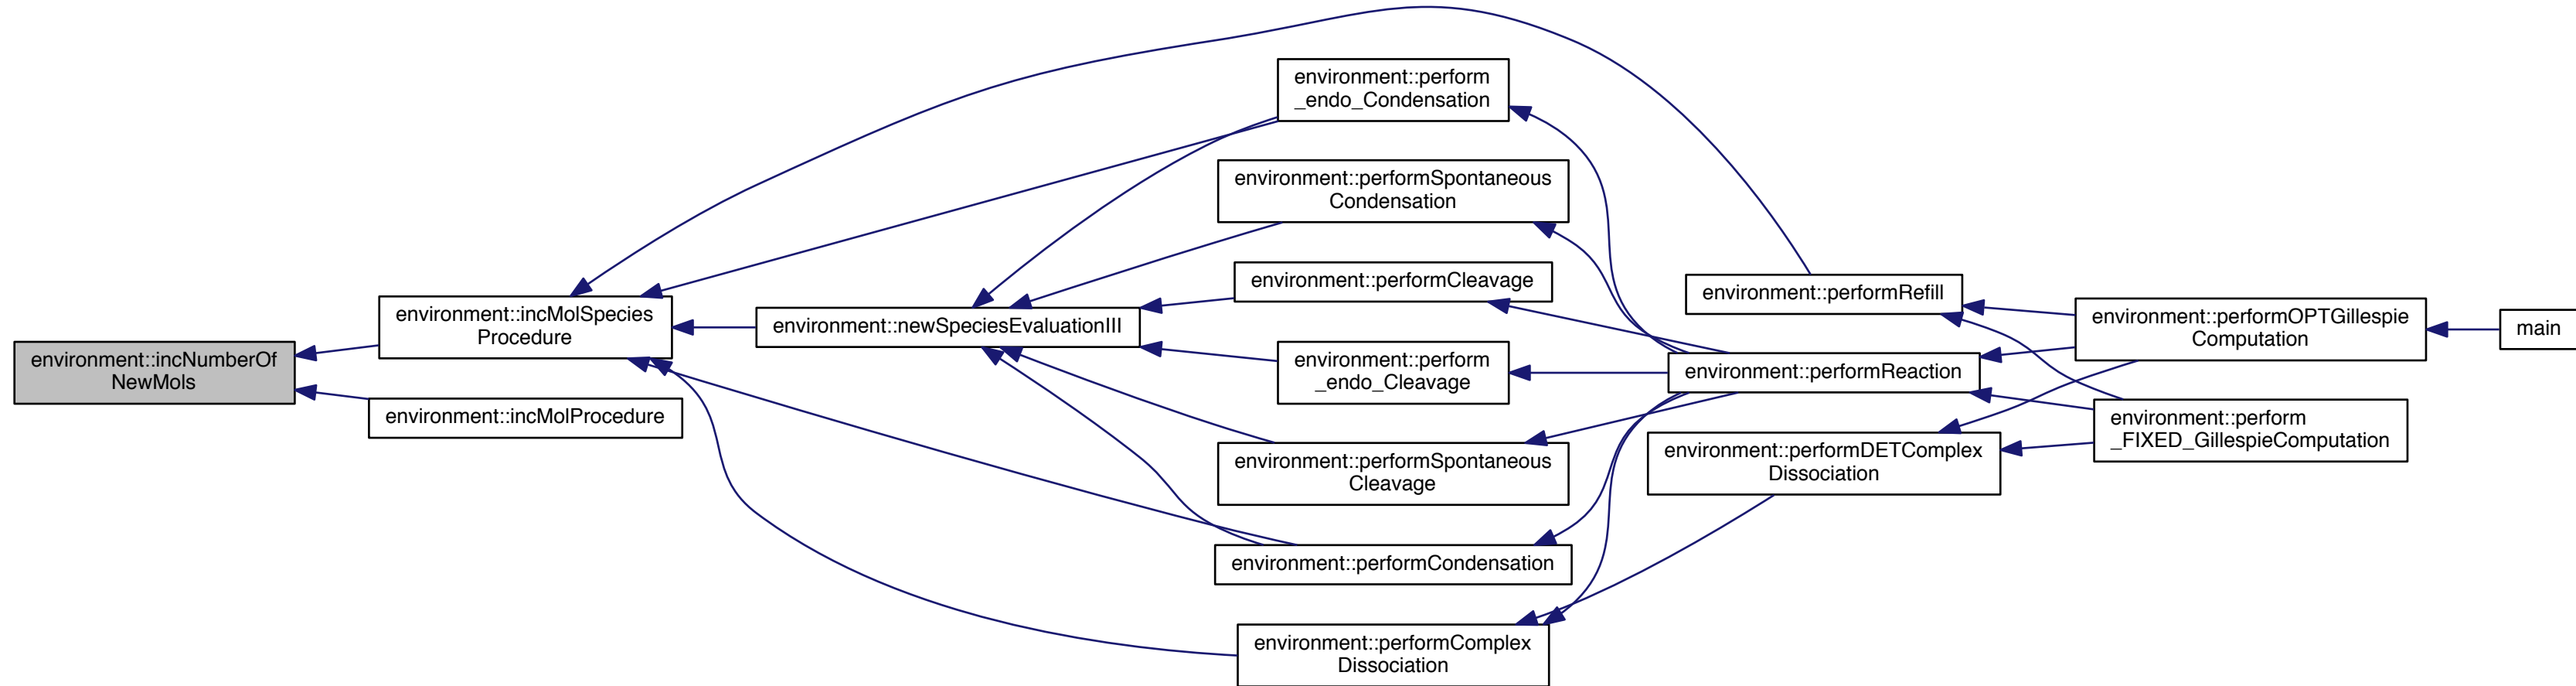 environment::incNumberOf
NewMols
environment::incMolSpecies
Procedure
environment::incMolProcedure
environment::newSpeciesEvaluationIII
environment::perform
_endo_Condensation
environment::performSpontaneous
Condensation
environment::performCleavage
environment::perform
_endo_Cleavage
environment::performSpontaneous
Cleavage
environment::performCondensation
environment::performComplex
Dissociation
environment::performRefill
environment::performReaction
environment::performDETComplex
Dissociation
environment::performOPTGillespie
Computation
environment::perform
_FIXED_GillespieComputation
main